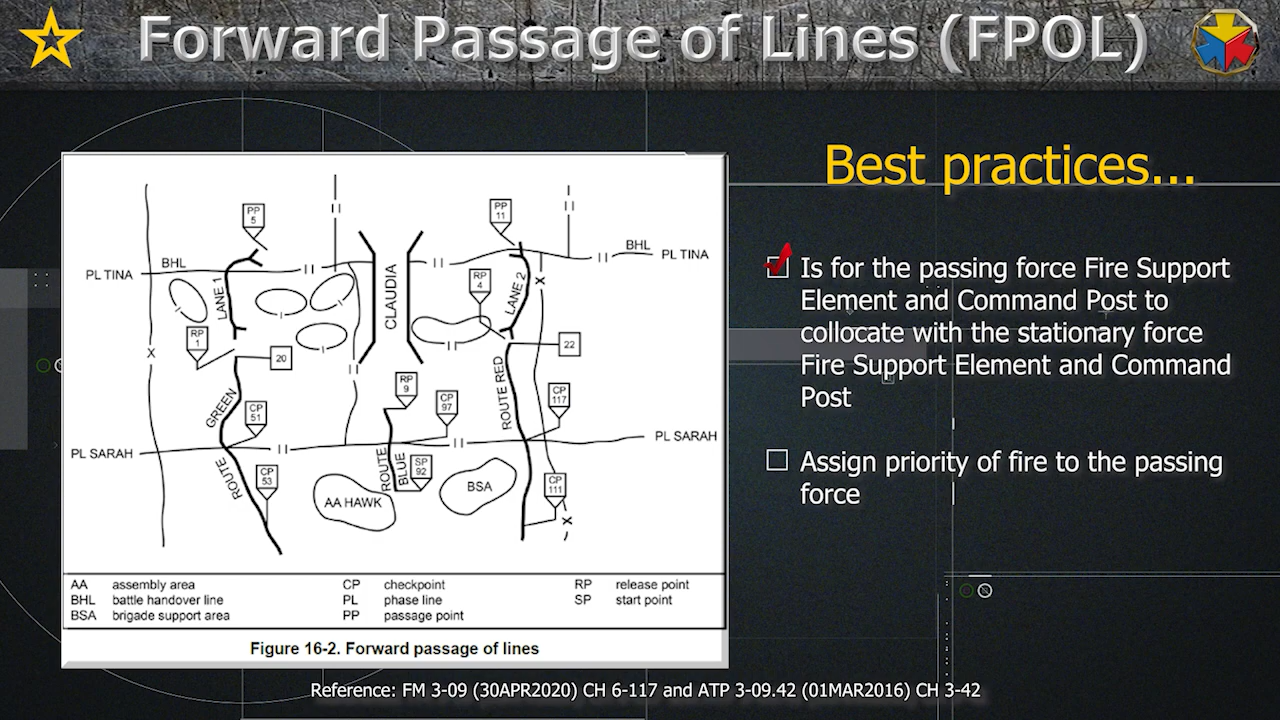 Forward Passage of Lines (FPOL)
Best practices...
Is for the passing force Fire Support
Element and Command Post to
collocate with the stationary force
Fire Support Element and Command
Post
Assign priority of fire to the passing
force
PP
5
PP
11
BHL
BHL
PL TINA
PL TINA
LANE 1
CLAUDIA
RP
4
LANE 2
X
RP
1
X
20
22
ROUTE RED
GREEN
CP
51
RP
9
CP
97
CP
117
PL SARAH
PL SARAH
ROUTE
CP
53
ROUTE
BLUE
SP
92
AA HAWK
BSA
CP
111
X
AA assembly area
BHL battle handover line
BSA brigade support area
CP checkpoint
PL phase line
PP passage point
RP release point
SP start point
Figure 16-2. Forward passage of lines
Reference: FM 3-09 (30APR2020) CH 6-117 and ATP 3-09.42 (01MAR2016) CH 3-42